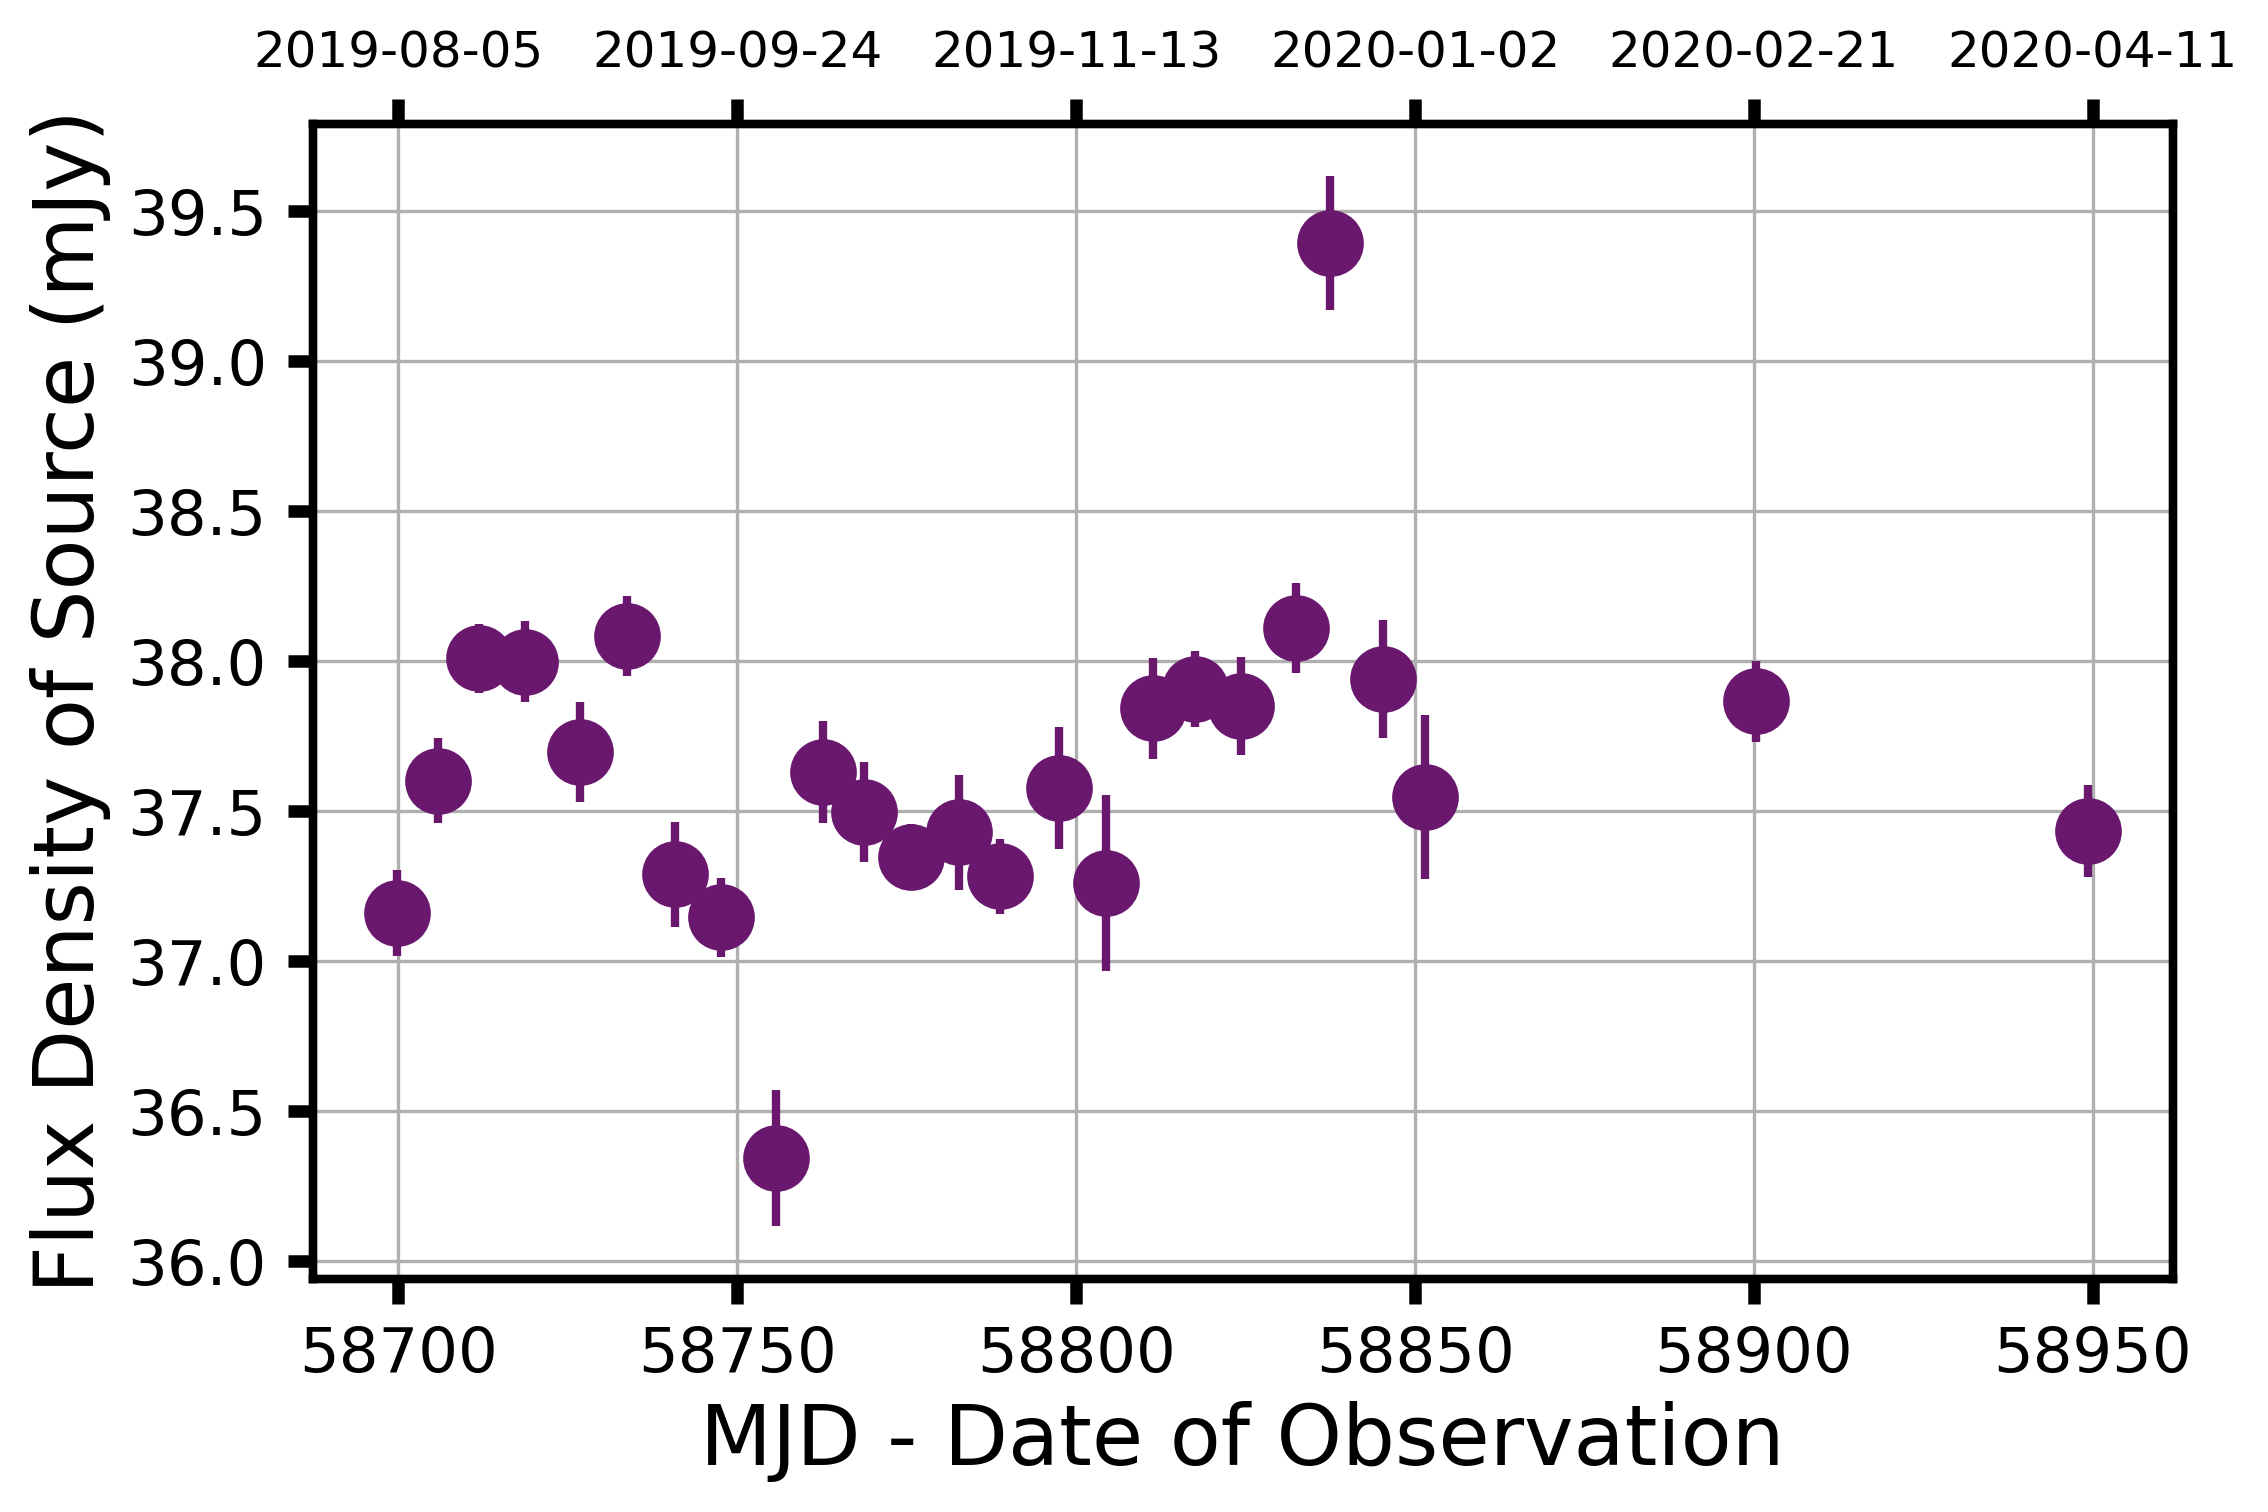 2019-08-05 2019-09-24 2019-11-13 2020-01-02 2020-02-21 2020-04-11
Flux Density of Source (mJy)
39.5
39.0
38.5
38.0
37.5
37.0
36.5
36.0
58700 58750 58800 58850 58900 58950
MJD - Date of Observation